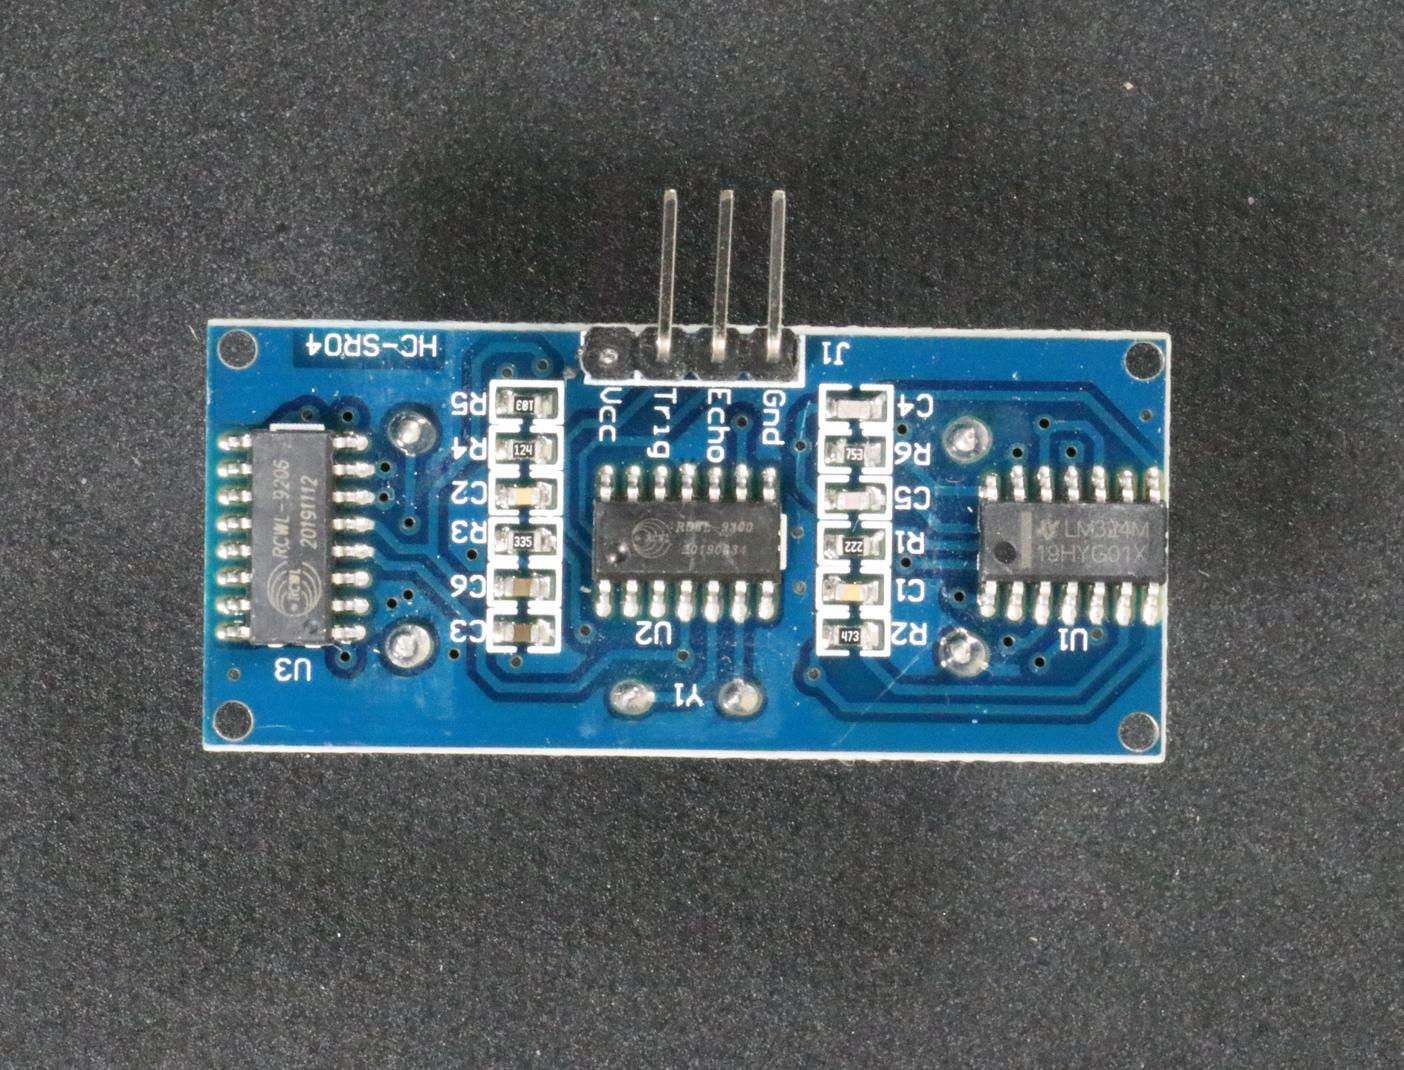 HC-SR04
J1
Vcc
Trig
Echo
Gnd
R5
183
R4
124
C2
R3
335
C6
C3
C4
R6
753
C5
R1
222
C1
R2
473
RCWL-9206
20191112
RCWL
U3
U2
Y1
LM324M
19HYG01X
U1